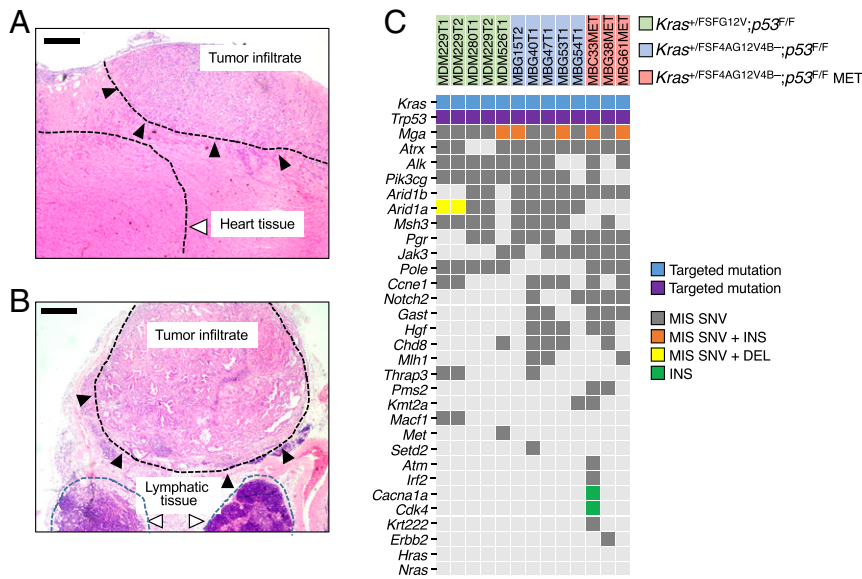 A
Tumor infiltrate
Heart tissue
B
Tumor infiltrate
Lymphatic
tissue
C
MDM229T1
MDM229T2
MDM280T1
MDM229T2
MDM526T1
MBG15T2
MBG40T1
MBG47T1
MBG53T1
MBG54T1
MBC33MET
MBG38MET
MBG61MET
Kras+/FSFG12V;p53F/F
Kras+/FSF4AG12V4B–;p53F/F
Kras+/FSF4AG12V4B–;p53F/F MET
Kras
Trp53
Mga
Atrx
Alk
Pik3cg
Arid1b
Arid1a
Msh3
Pgr
Jak3
Pole
Ccne1
Notch2
Gast
Hgf
Chd8
Mlh1
Thrap3
Pms2
Kmt2a
Macf1
Met
Setd2
Atm
Irf2
Cacna1a
Cdk4
Krt222
Erbb2
Hras
Nras
Targeted mutation
Targeted mutation
MIS SNV
MIS SNV + INS
MIS SNV + DEL
INS